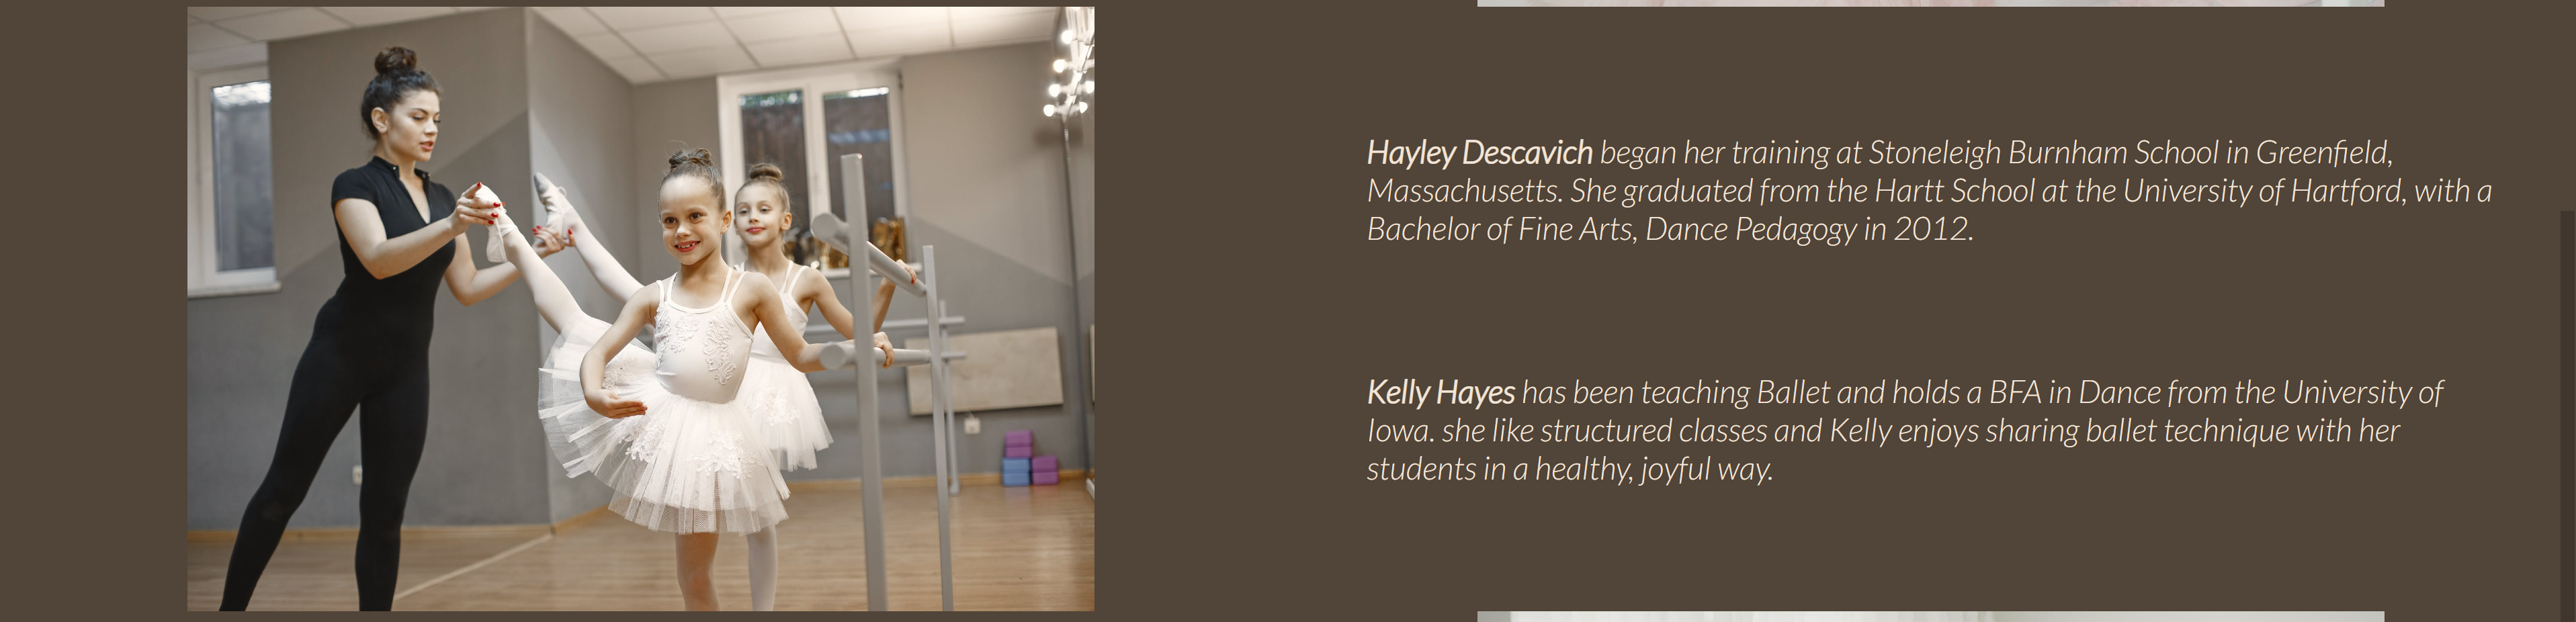 Hayley Descavich began her training at Stoneleigh Burnham School in Greenfield,
Massachusetts. She graduated from the Hartt School at the University of Hartford, with a
Bachelor of Fine Arts, Dance Pedagogy in 2012.
Kelly Hayes has been teaching Ballet and holds a BFA in Dance from the University of
Iowa. she like structured classes and Kelly enjoys sharing ballet technique with her
students in a healthy, joyful way.